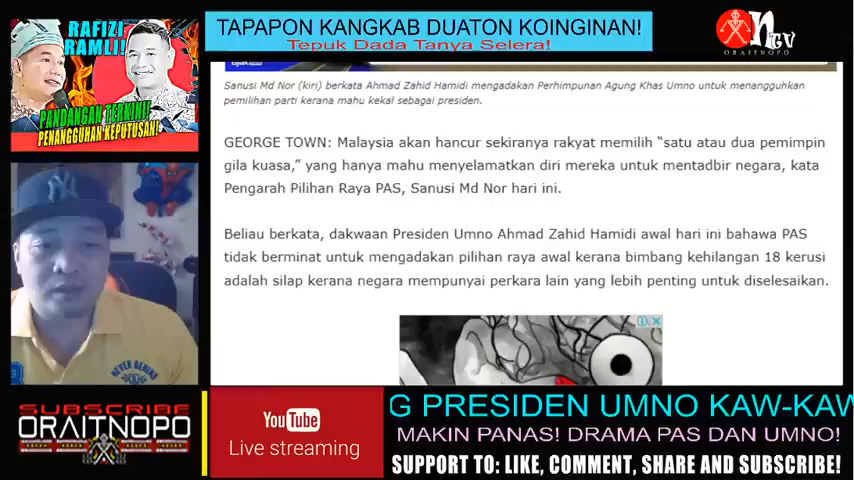 RAFIZI
RAMLI!
PANDANGAN TERKINI!
PENANGGUHAN KEPUTUSAN!
TAPAPON KANGKAB DUATON KOINGINAN!
Tepuk Dada Tanya Selera!
n TV
ORAITNOPO
Sanusi Md Nor (kiri) berkata Ahmad Zahid Hamidi mengadakan Perhimpunan Agung Khas Umno untuk menangguhkan
pemilihan parti kerana mahu kekal sebagai presiden.
GEORGE TOWN: Malaysia akan hancur sekiranya rakyat memilih “satu atau dua pemimpin
gila kuasa,” yang hanya mahu menyelamatkan diri mereka untuk mentadbir negara, kata
Pengarah Pilihan Raya PAS, Sanusi Md Nor hari ini.
Beliau berkata, dakwaan Presiden Umno Ahmad Zahid Hamidi awal hari ini bahawa PAS
tidak berminat untuk mengadakan pilihan raya awal kerana bimbang kehilangan 18 kerusi
adalah silap kerana negara mempunyai perkara lain yang lebih penting untuk diselesaikan.
NEVER BEHIND
SUBSCRIBE
ORAITNOPO
YouTube
Live streaming
G PRESIDEN UMNO KAW-KAW
MAKIN PANAS! DRAMA PAS DAN UMNO!
SUPPORT TO: LIKE, COMMENT, SHARE AND SUBSCRIBE!